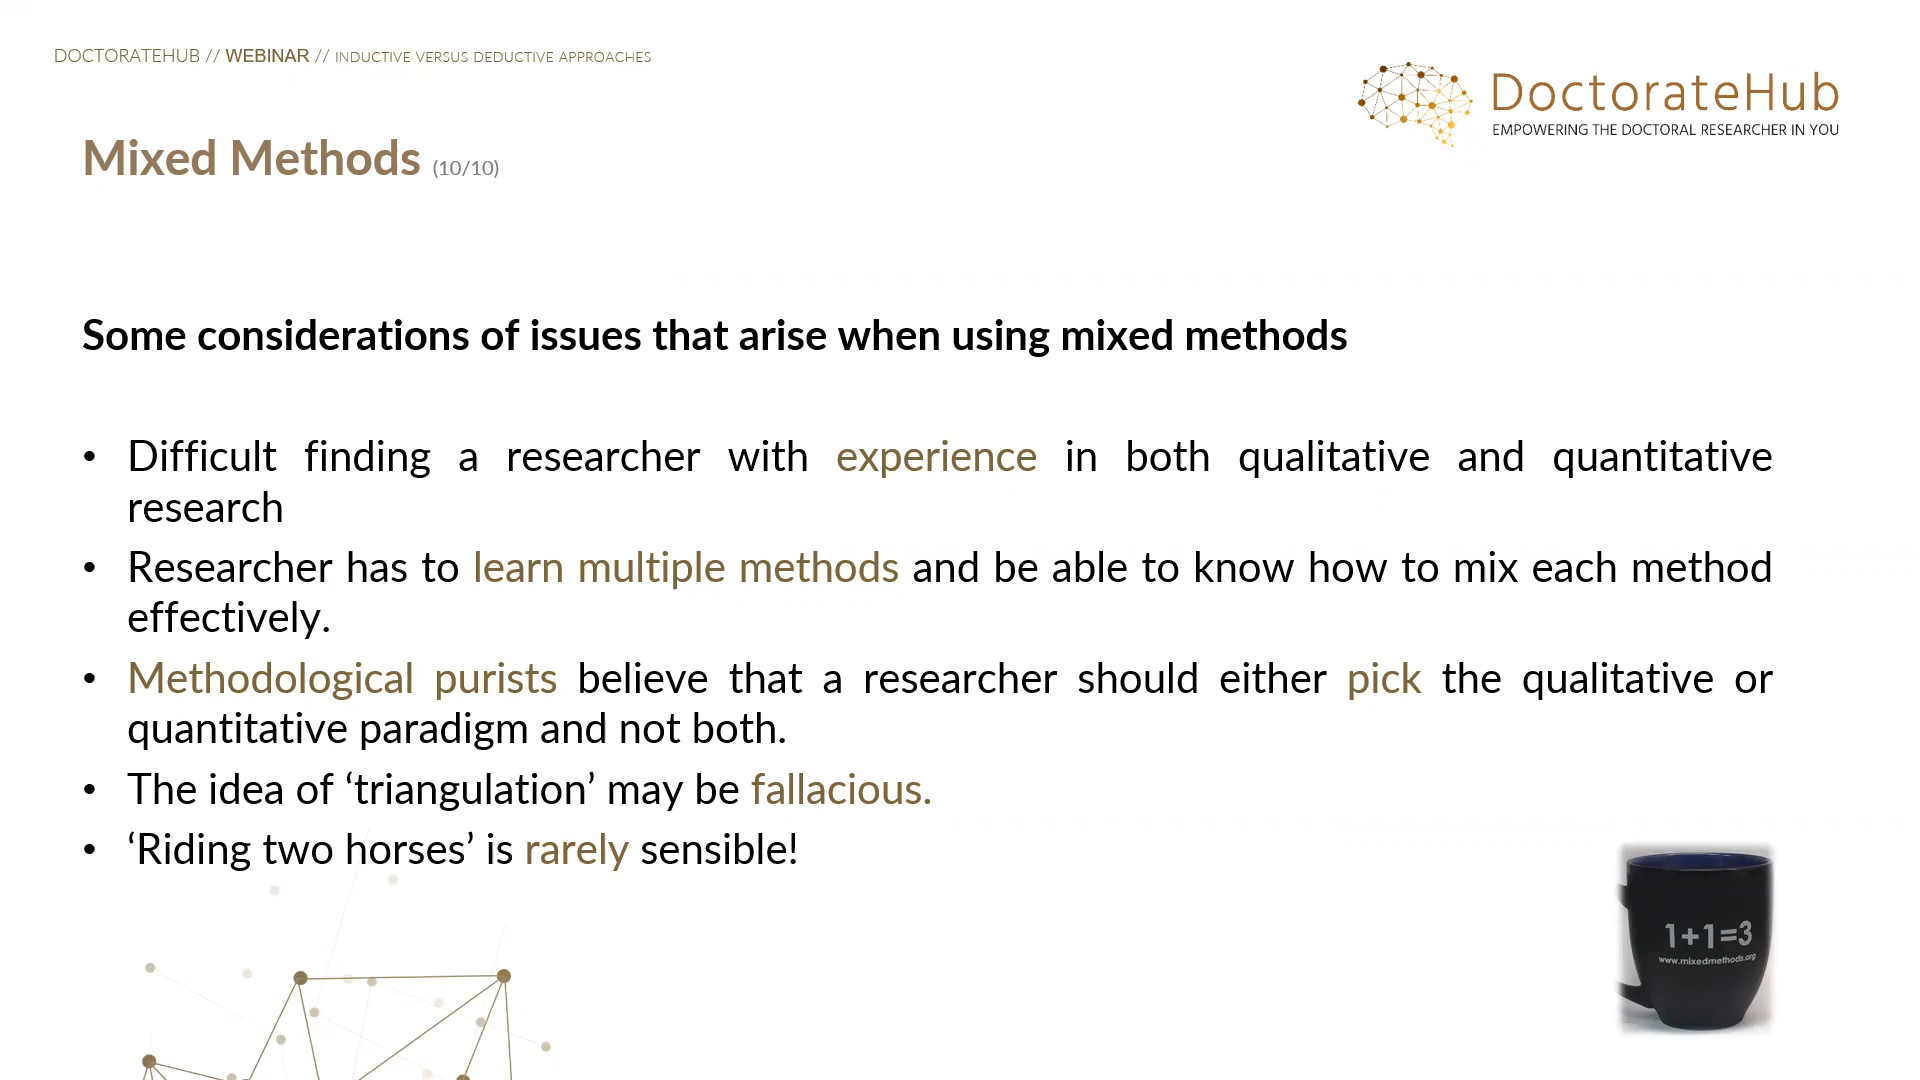 DOCTORATEHUB // WEBINAR // INDUCTIVE VERSUS DEDUCTIVE APPROACHES
DoctorateHub
EMPOWERING THE DOCTORAL RESEARCHER IN YOU
Mixed Methods (10/10)
Some considerations of issues that arise when using mixed methods
• Difficult finding a researcher with experience in both qualitative and quantitative
research
• Researcher has to learn multiple methods and be able to know how to mix each method
effectively.
• Methodological purists believe that a researcher should either pick the qualitative or
quantitative paradigm and not both.
• The idea of ‘triangulation’ may be fallacious.
• ‘Riding two horses’ is rarely sensible!
1+1=3
www.mixedmethods.org